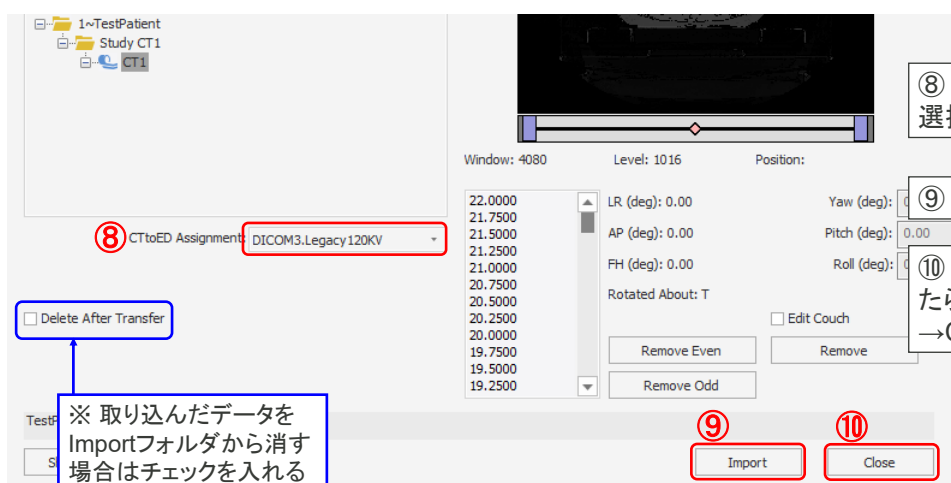 1~TestPatient
Study CT1
CT1
Window: 4080 Level: 1016 Position:
⑧
選
⑧ CTtoED Assignment: DICOM3.Legacy120KV
22.0000
21.7500
21.5000
21.2500
21.0000
20.7500
20.5000
20.2500
20.0000
19.7500
19.5000
19.2500
LR (deg): 0.00
AP (deg): 0.00
FH (deg): 0.00
Rotated About: T
Yaw (deg):
Pitch (deg): 0.00
Roll (deg):
⑨
⑩
たら
→
Edit Couch
Remove Even
Remove
Remove Odd
Delete After Transfer
※ 取り込んだデータを
Importフォルダから消す
場合はチェックを入れる
⑨
Import
⑩
Close